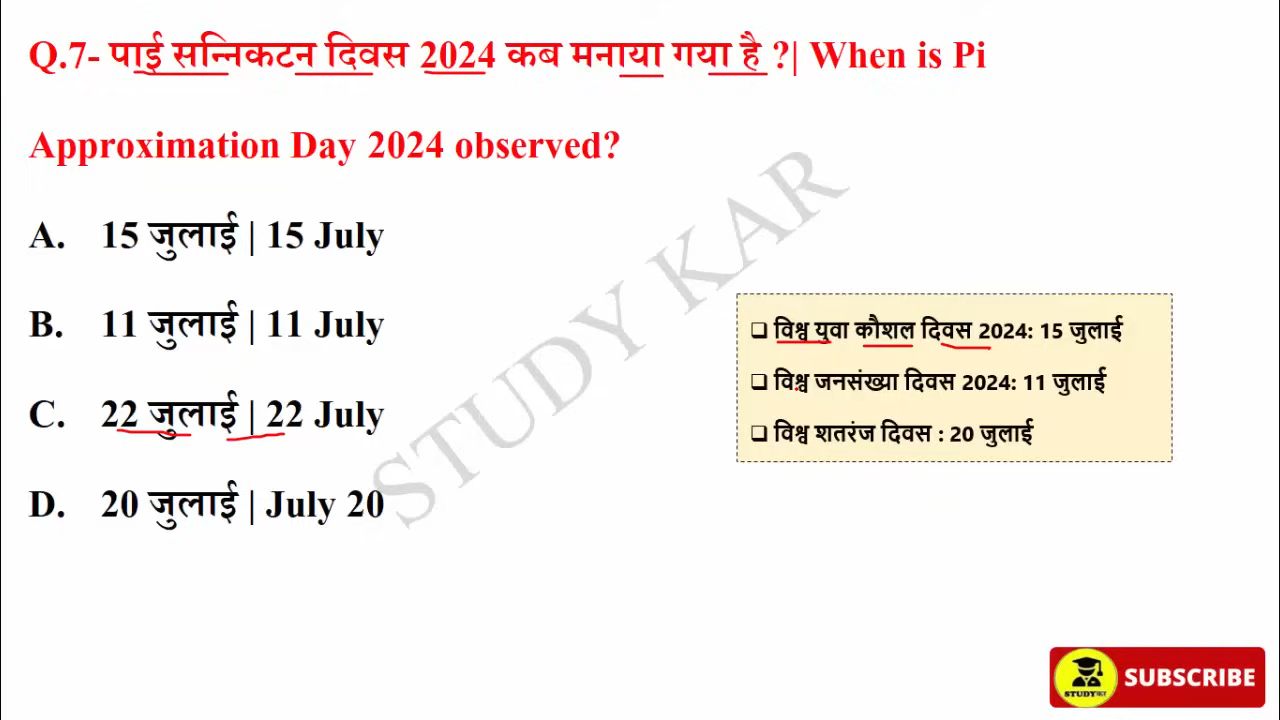 Q.7- पाई सन्निकटन दिवस 2024 कब मनाया गया है ?| When is Pi
Approximation Day 2024 observed?
A. 15 जुलाई | 15 July
B. 11 जुलाई | 11 July
C. 22 जुलाई | 22 July
D. 20 जुलाई | July 20
❑ विश्व युवा कौशल दिवस 2024: 15 जुलाई
❑ विश्व जनसंख्या दिवस 2024: 11 जुलाई
❑ विश्व शतरंज दिवस : 20 जुलाई
STUDY KAR
SUBSCRIBE
STUDY